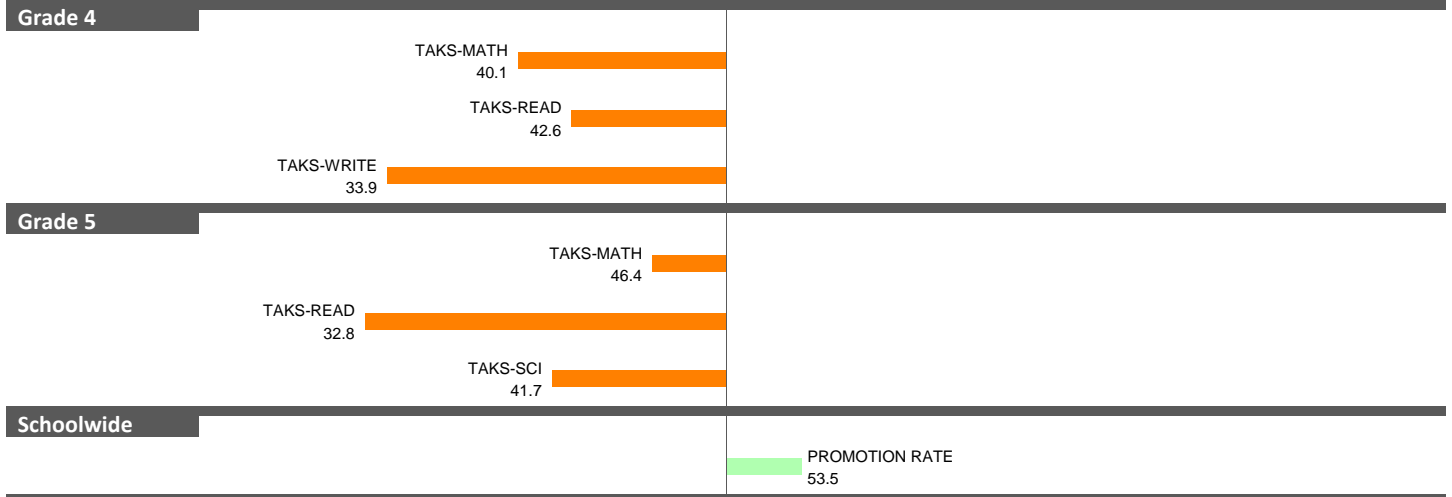 Grade 4
TAKS-MATH
40.1
TAKS-READ
42.6
TAKS-WRITE
33.9
Grade 5
TAKS-MATH
46.4
TAKS-READ
32.8
TAKS-SCI
41.7
Schoolwide
PROMOTION RATE
53.5